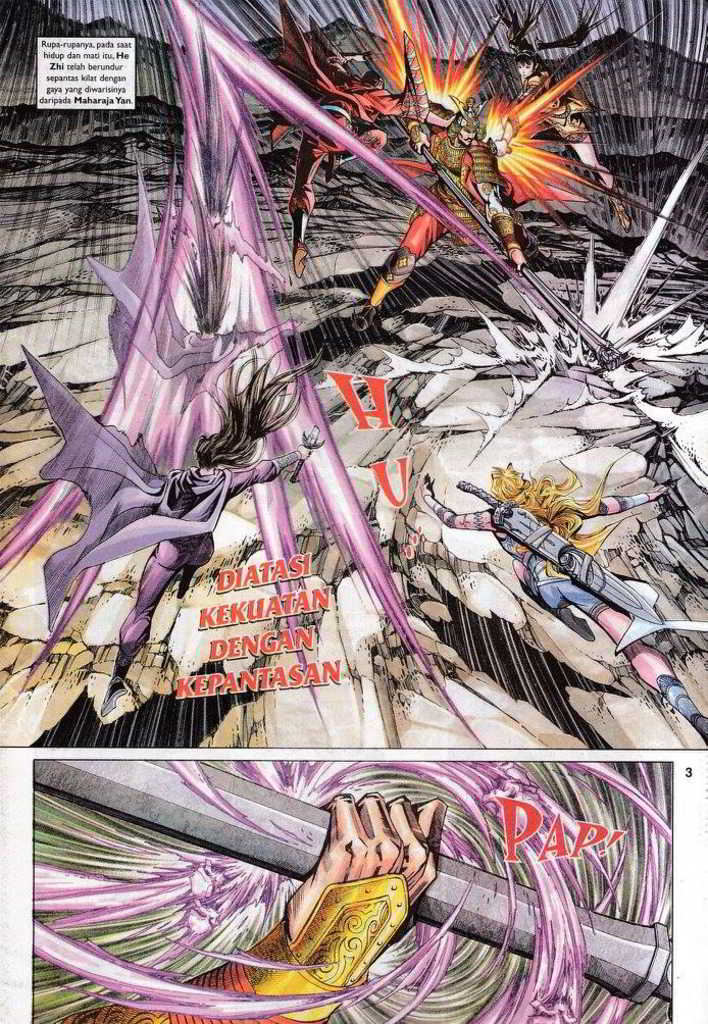 Rupa-rupanya, pada saat
hidup dan mati itu, He
Zhi telah berundur
sepantas kilat dengan
gaya yang diwarisinya
daripada Maharaja Yan.
HU
DIATASI
KEKUATAN
DENGAN
KEPANTASAN
3
PAP!